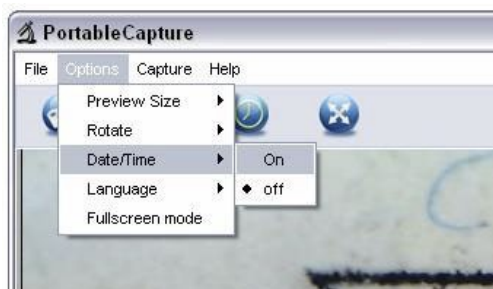 PortableCapture
File Options Capture Help
Preview Size
Rotate
Date/Time
Language
Fullscreen mode
On
off